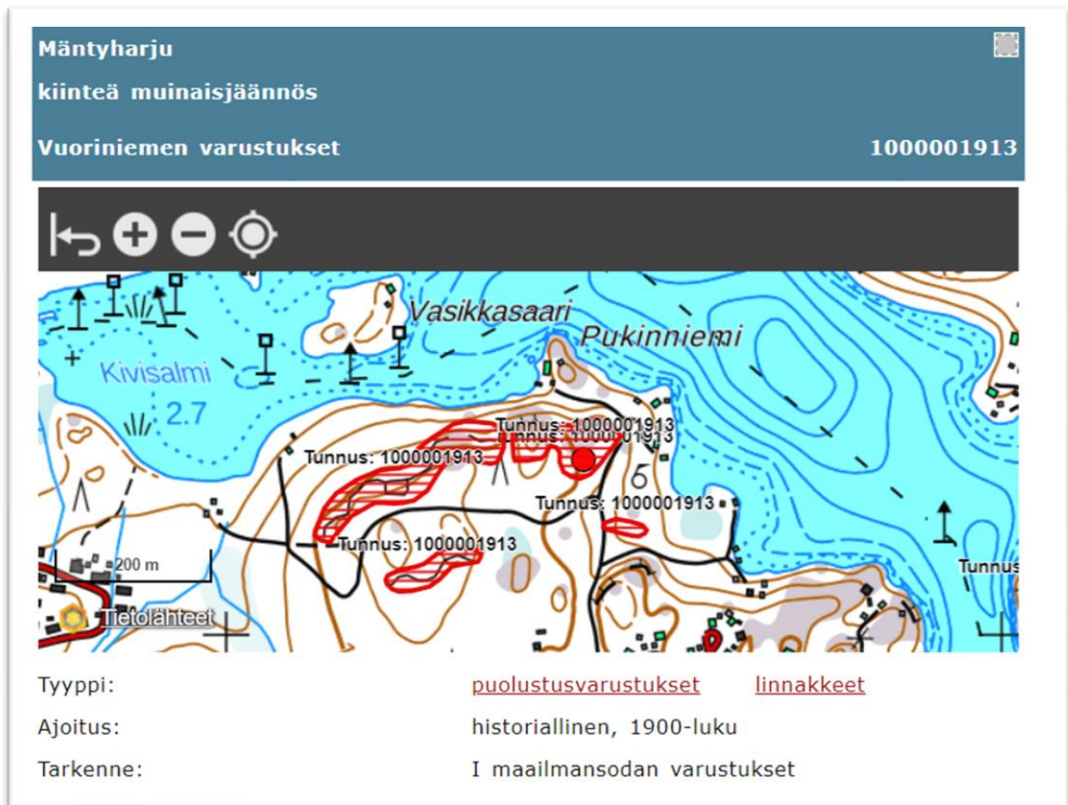 Mäntyharju
kiinteä muinaisjäännös
Vuoriniemen varustukset 1000001913
Vasikkasaari
Pukinniemi
Kivisalmi
2.7
Tunnus: 1000001913
Tunnus: 1000001913
Tunnus: 1000001913
Tunnus: 1000001913
Tunnus: 1000001913
Tunnus
200 m
Tietolähteet
Tyyppi: puolustusvarustukset linnakkeet
Ajoitus: historiallinen, 1900-luku
Tarkenne: I maailmansodan varustukset